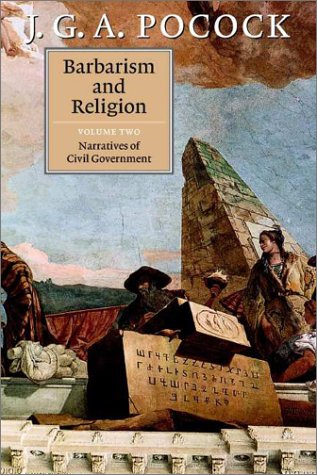 J. G. A. POCOCK
Barbarism and
Religion
VOLUME TWO
Narratives of
Civil Government